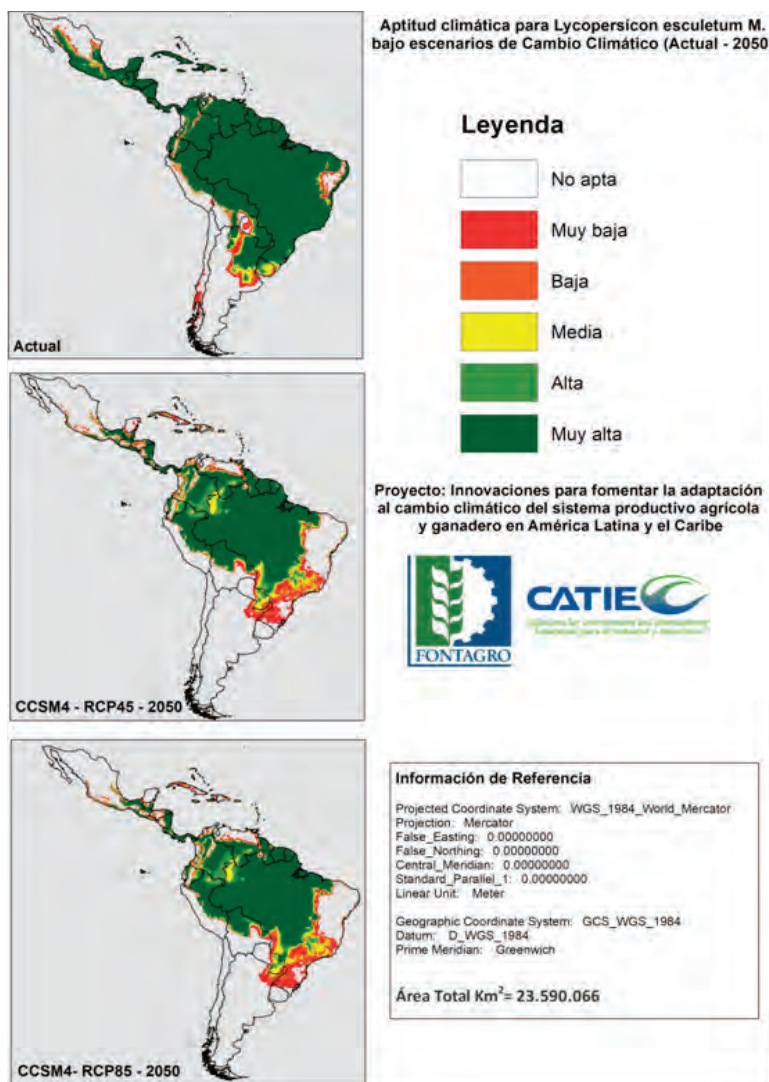 Aptitud climática para Lycopersicon esculetum M.
bajo escenarios de Cambio Climático (Actual - 2050
Leyenda
No apta
Muy baja
Baja
Media
Alta
Muy alta
Actual
Proyecto: Innovaciones para fomentar la adaptación
al cambio climático del sistema productivo agrícola
y ganadero en América Latina y el Caribe
FONTAGRO
CATIE
CCSM4 - RCP45 - 2050
Información de Referencia
Projected Coordinate System: WGS_1984_World_Mercator
Projection: Mercator
False_Easting: 0.00000000
False_Northing: 0.00000000
Central_Meridian: 0.00000000
Standard_Parallel_1: 0.00000000
Linear Unit: Meter
Geographic Coordinate System: GCS_WGS_1984
Datum: D_WGS_1984
Prime Meridian: Greenwich
Área Total Km²= 23.590.066
CCSM4- RCP85 - 2050